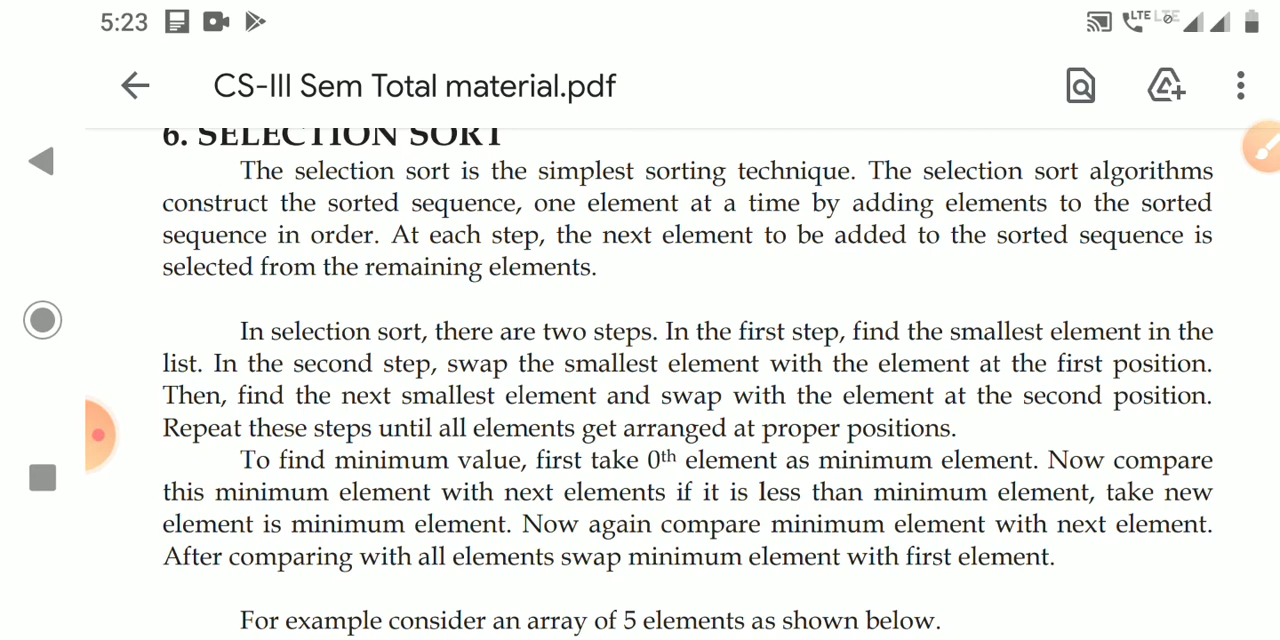 5:23
LTE LTE
CS-III Sem Total material.pdf
6. SELECTION SORT
The selection sort is the simplest sorting technique. The selection sort algorithms
construct the sorted sequence, one element at a time by adding elements to the sorted
sequence in order. At each step, the next element to be added to the sorted sequence is
selected from the remaining elements.
In selection sort, there are two steps. In the first step, find the smallest element in the
list. In the second step, swap the smallest element with the element at the first position.
Then, find the next smallest element and swap with the element at the second position.
Repeat these steps until all elements get arranged at proper positions.
To find minimum value, first take 0th element as minimum element. Now compare
this minimum element with next elements if it is less than minimum element, take new
element is minimum element. Now again compare minimum element with next element.
After comparing with all elements swap minimum element with first element.
For example consider an array of 5 elements as shown below.